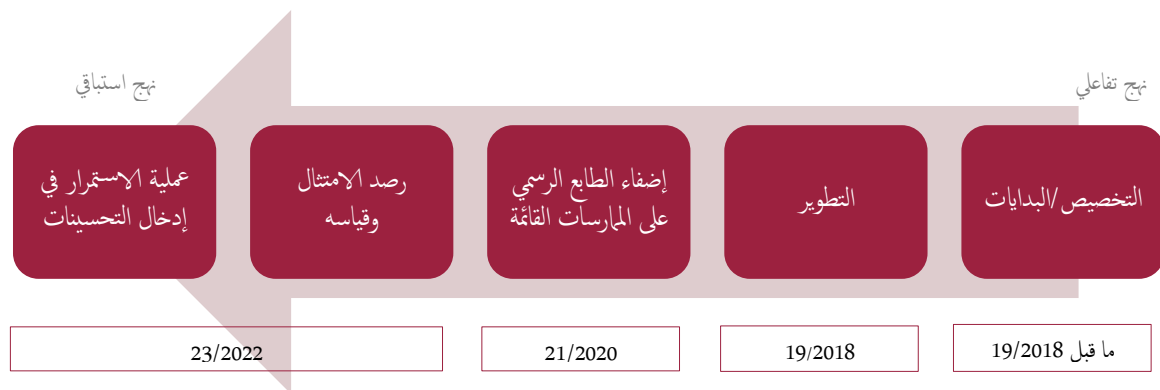 نهج تفاعلي
نهج استباقي
التخصيص/البدايات
التطوير
إضفاء الطابع الرسمي
على الممارسات القائمة
رصد الامتثال
وقياسه
عملية الاستمرار في
إدخال التحسينات
ما قبل 19/2018
19/2018
21/2020
23/2022